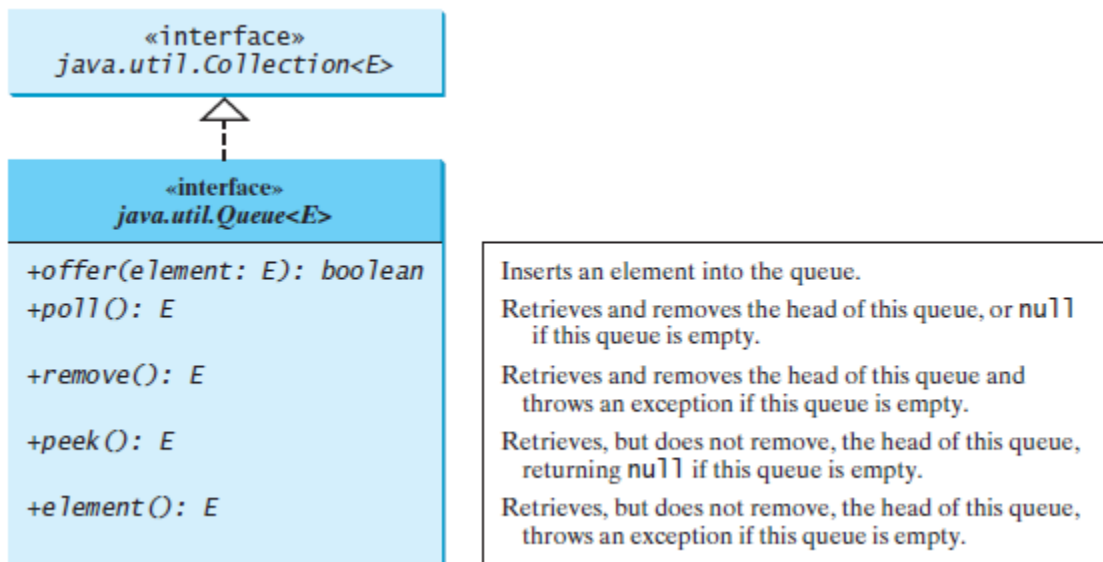 «interface»
java.util.Collection<E>
«interface»
java.util.Queue<E>
+offer(element: E): boolean
Inserts an element into the queue.
+poll(): E
Retrieves and removes the head of this queue, or null
if this queue is empty.
+remove(): E
Retrieves and removes the head of this queue and
throws an exception if this queue is empty.
+peek(): E
Retrieves, but does not remove, the head of this queue,
returning null if this queue is empty.
+element(): E
Retrieves, but does not remove, the head of this queue,
throws an exception if this queue is empty.